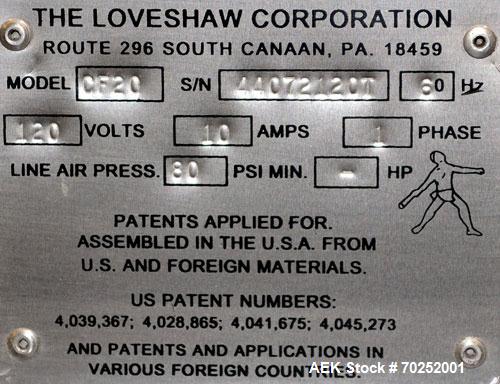 THE LOVESHAW CORPORATION
ROUTE 296 SOUTH CANAAN, PA. 18459
MODEL CF20 S/N 44072120T 60 Hz
120 VOLTS 10 AMPS 1 PHASE
LINE AIR PRESS. 80 PSI MIN. - HP
PATENTS APPLIED FOR.
ASSEMBLED IN THE U.S.A. FROM
U.S. AND FOREIGN MATERIALS.
US PATENT NUMBERS:
4,039,367; 4,028,865; 4,041,675; 4,045,273
AND PATENTS AND APPLICATIONS IN
VARIOUS FOREIGN COUNTRIES.
AEK Stock # 70252001